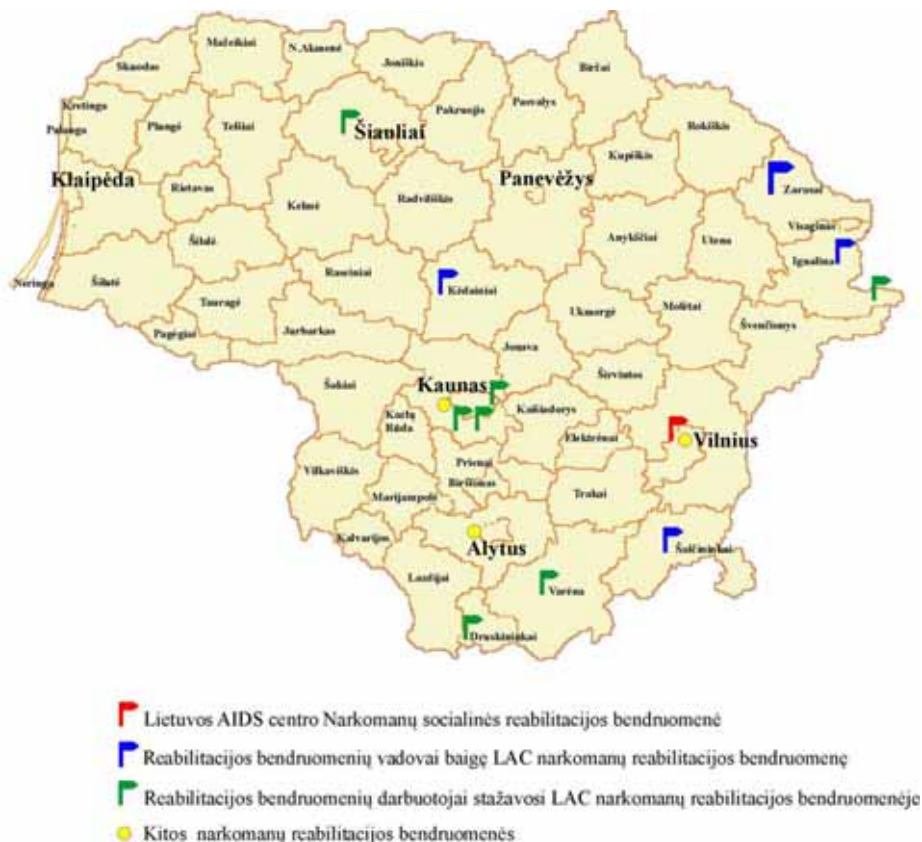 Mažeikiai
N.Akmenė
Skuodas
Joniškis
Biržai
Kretinga
Pakruojis
Pasvalys
Palanga
Plungė
Telšiai
Šiauliai
Rokiškis
Kupiškis
Klaipėda
Rietavas
Panevėžys
Zarasai
Kelmė
Radviliškis
Visaginas
Anykščiai
Utena
Šilalė
Ignalina
Raseiniai
Neringa
Šilutė
Kėdainiai
Tauragė
Ukmergė
Molėtai
Pagėgiai
Jurbarkas
Švenčionys
Jonava
Šakiai
Kaunas
Širvintos
Kazlų
Rūda
Kaišiadorys
Elektrėnai
Vilnius
Vilkaviškis
Prienai
Birštonas
Marijampolė
Trakai
Kalvarijos
Alytus
Šalčininkai
Lazdijai
Varėna
Druskininkai
Lietuvos AIDS centro Narkomanų socialinės reabilitacijos bendruomenė
Reabilitacijos bendruomenių vadovai baigę LAC narkomanų reabilitacijos bendruomenę
Reabilitacijos bendruomenių darbuotojai stažavosi LAC narkomanų reabilitacijos bendruomenėje
Kitos narkomanų reabilitacijos bendruomenės